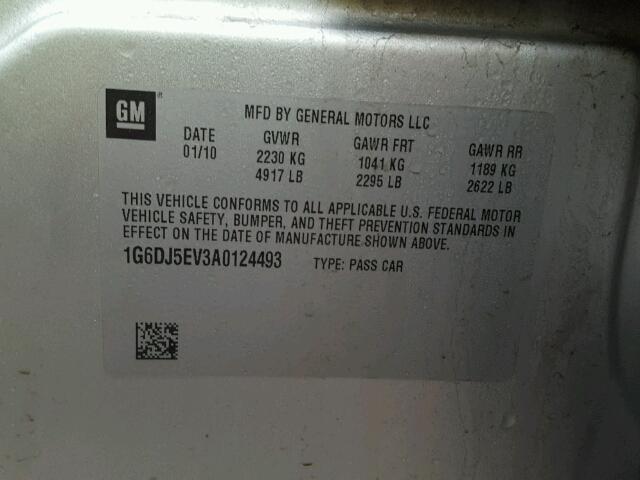 GM
MFD BY GENERAL MOTORS LLC
DATE GVWR GAWR FRT GAWR RR
01/10 2230 KG 1041 KG 1189 KG
4917 LB 2295 LB 2622 LB
THIS VEHICLE CONFORMS TO ALL APPLICABLE U.S. FEDERAL MOTOR
VEHICLE SAFETY, BUMPER, AND THEFT PREVENTION STANDARDS IN
EFFECT ON THE DATE OF MANUFACTURE SHOWN ABOVE.
1G6DJ5EV3A0124493 TYPE: PASS CAR